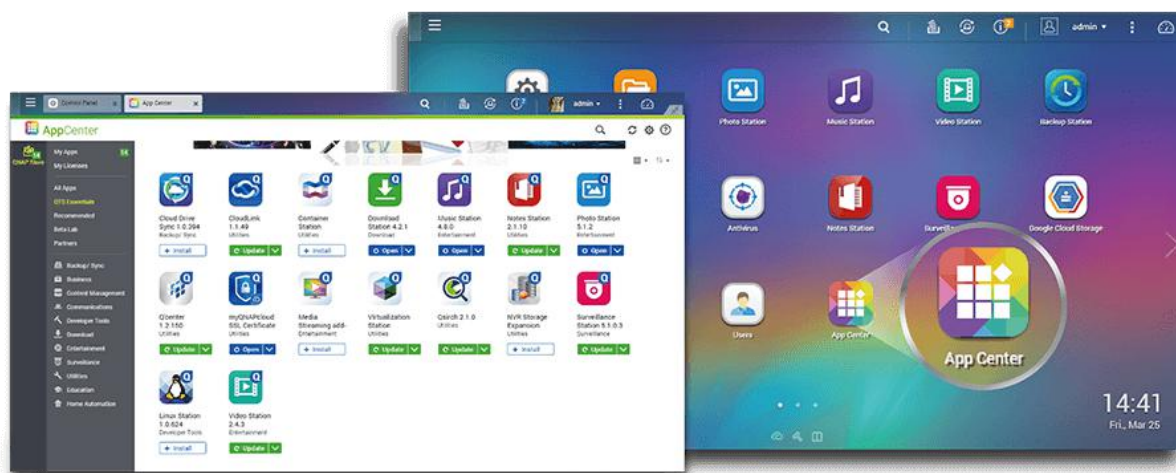 admin
2
Photo Station
Music Station
Video Station
Backup Station
Antivirus
Notes Station
Google Cloud Storage
Users
App Center
App Center
14:41
Fri., Mar 25
Control Panel
App Center
admin
AppCenter
QNAP Store
14
My Apps
14
My Licenses
All Apps
QTS Essentials
Recommended
Beta Lab
Partners
Backup/ Sync
Business
Content Management
Communications
Developer Tools
Download
Entertainment
Surveillance
Utilities
Education
Home Automation
Cloud Drive
Sync 1.0.394
Backup/ Sync
+ Install
CloudLink
1.1.49
Utilities
Update
Container
Station
Utilities
+ Install
Download
Station 4.2.1
Download
Open
Music Station
4.8.0
Entertainment
Open
Notes Station
2.1.10
Utilities
Update
Photo Station
5.1.2
Entertainment
Open
Q'center
1.2.150
Utilities
Update
myQNAPcloud
SSL Certificate
Utilities
Open
Media
Streaming add-
Entertainment
+ Install
Virtualization
Station
Utilities
Update
Qsirch 2.1.0
Utilities
Update
NVR Storage
Expansion
Utilities
+ Install
Surveillance
Station 5.1.0.3
Surveillance
Update
Linux Station
1.0.624
Developer Tools
+ Install
Video Station
2.4.3
Entertainment
Update